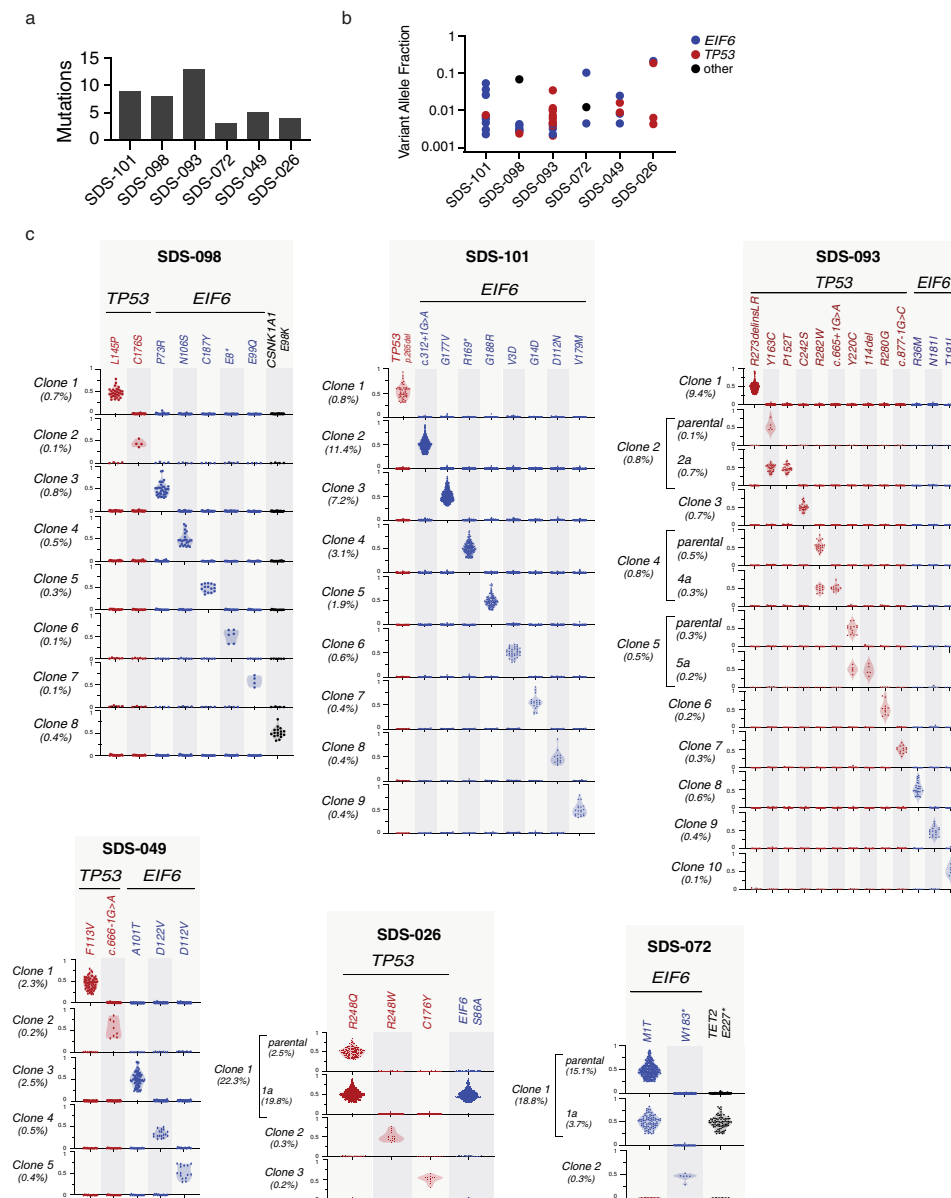 a
b
15
10
5
0
Mutations
SDS-101
SDS-098
SDS-093
SDS-072
SDS-049
SDS-026
1
0.1
0.01
0.001
Variant Allele Fraction
SDS-101
SDS-098
SDS-093
SDS-072
SDS-049
SDS-026
EIF6
TP53
other
c
SDS-098
TP53 EIF6
L145P C176S P73R N106S C187Y E8* E99Q CSNK1A1 E98K
Clone 1
(0.7%)
Clone 2
(0.1%)
Clone 3
(0.8%)
Clone 4
(0.5%)
Clone 5
(0.3%)
Clone 6
(0.1%)
Clone 7
(0.1%)
Clone 8
(0.4%)
SDS-101
EIF6
TP53 p.265del c.312+1G>A G177V R169* G188R V3D G14D D112N V179M
Clone 1
(0.8%)
Clone 2
(11.4%)
Clone 3
(7.2%)
Clone 4
(3.1%)
Clone 5
(1.9%)
Clone 6
(0.6%)
Clone 7
(0.4%)
Clone 8
(0.4%)
Clone 9
(0.4%)
SDS-093
TP53 EIF6
R273delinsLR Y163C P152T C242S R282W c.665+1G>A Y220C 114del R280G c.877-1G>C R36M N181I T191I
Clone 1
(9.4%)
Clone 2
(0.8%)
parental
(0.1%)
2a
(0.7%)
Clone 3
(0.7%)
Clone 4
(0.8%)
parental
(0.5%)
4a
(0.3%)
Clone 5
(0.5%)
parental
(0.3%)
5a
(0.2%)
Clone 6
(0.2%)
Clone 7
(0.3%)
Clone 8
(0.6%)
Clone 9
(0.4%)
Clone 10
(0.1%)
SDS-049
TP53 EIF6
F113V c.666-1G>A A101T D122V D112V
Clone 1
(2.3%)
Clone 2
(0.2%)
Clone 3
(2.5%)
Clone 4
(0.5%)
Clone 5
(0.4%)
SDS-026
TP53
R248Q R248W C176Y EIF6 S86A
Clone 1
(22.3%)
parental
(2.5%)
1a
(19.8%)
Clone 2
(0.3%)
Clone 3
(0.2%)
SDS-072
EIF6
M1T W183* TET2 E227*
Clone 1
(18.8%)
parental
(15.1%)
1a
(3.7%)
Clone 2
(0.3%)